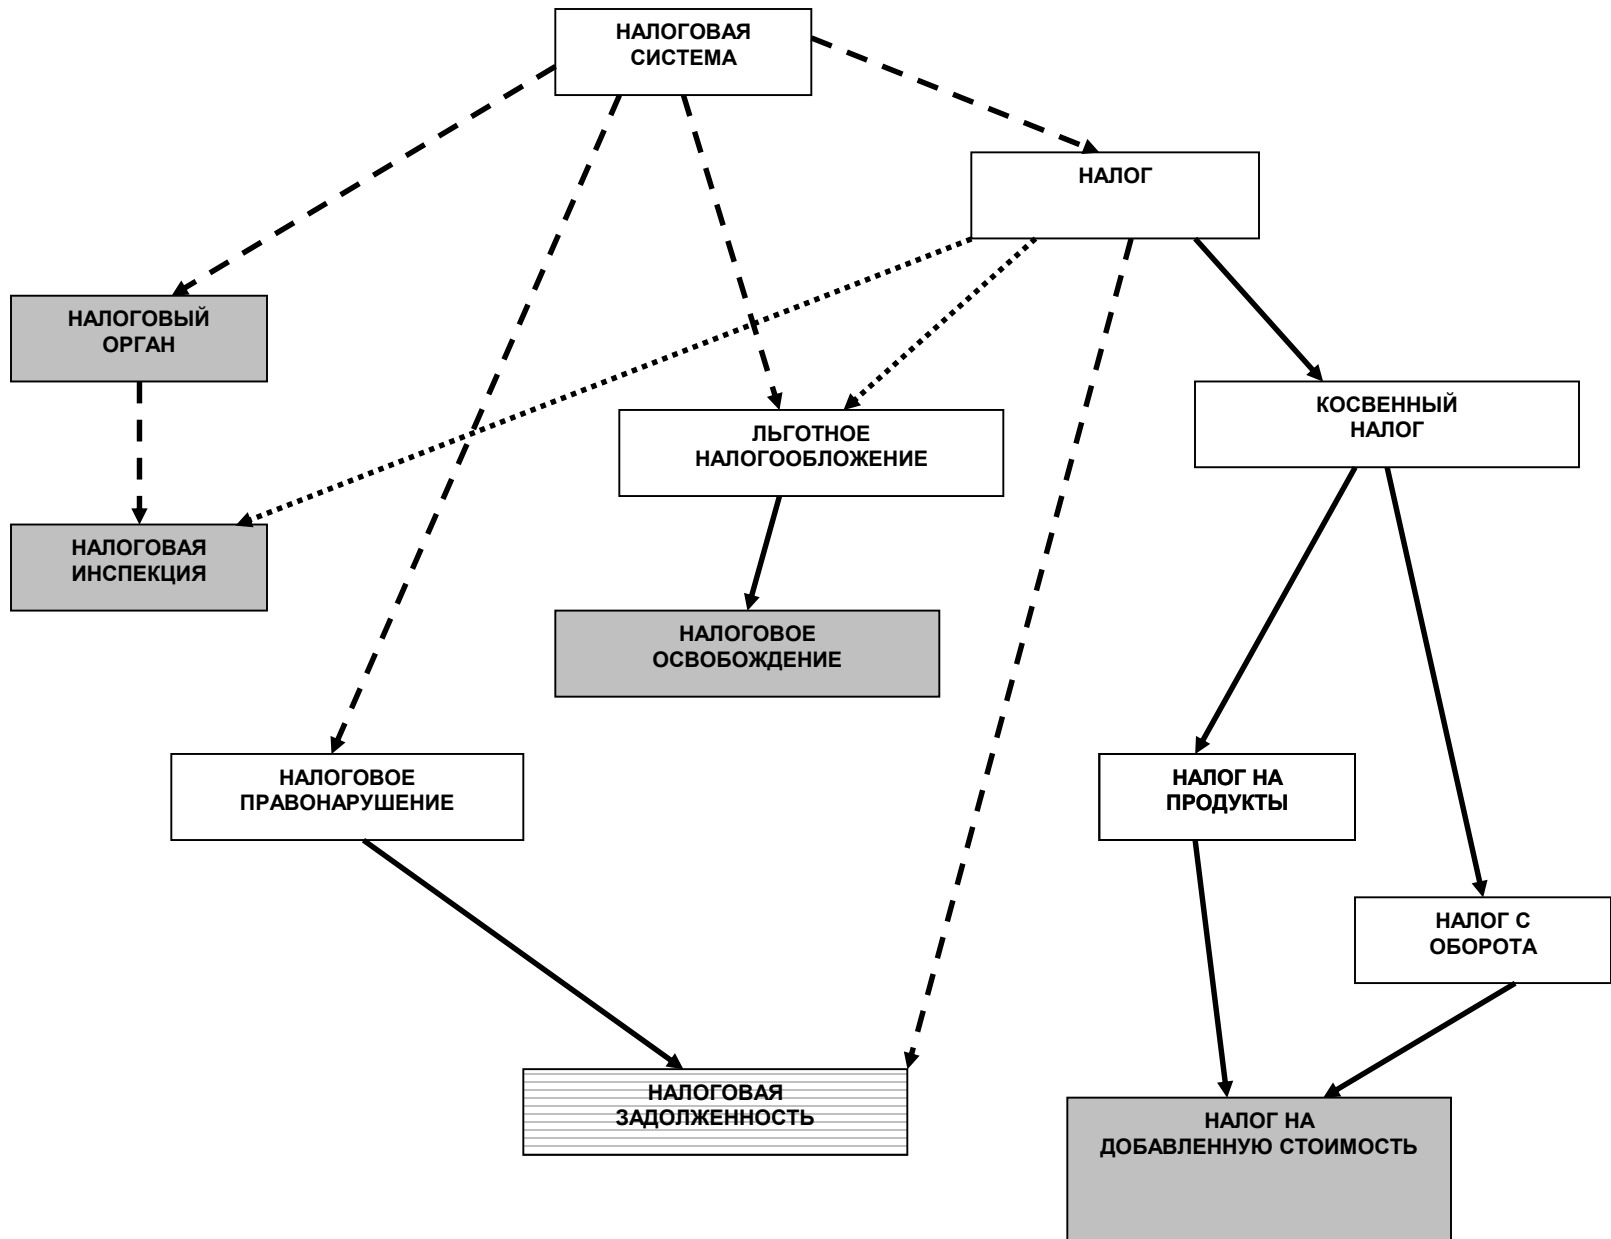 НАЛОГОВАЯ
СИСТЕМА
НАЛОГ
НАЛОГОВЫЙ
ОРГАН
КОСВЕННЫЙ
НАЛОГ
ЛЬГОТНОЕ
НАЛОГООБЛОЖЕНИЕ
НАЛОГОВАЯ
ИНСПЕКЦИЯ
НАЛОГОВОЕ
ОСВОБОЖДЕНИЕ
НАЛОГОВОЕ
ПРАВОНАРУШЕНИЕ
НАЛОГ НА
ПРОДУКТЫ
НАЛОГ С
ОБОРОТА
НАЛОГОВАЯ
ЗАДОЛЖЕННОСТЬ
НАЛОГ НА
ДОБАВЛЕННУЮ СТОИМОСТЬ